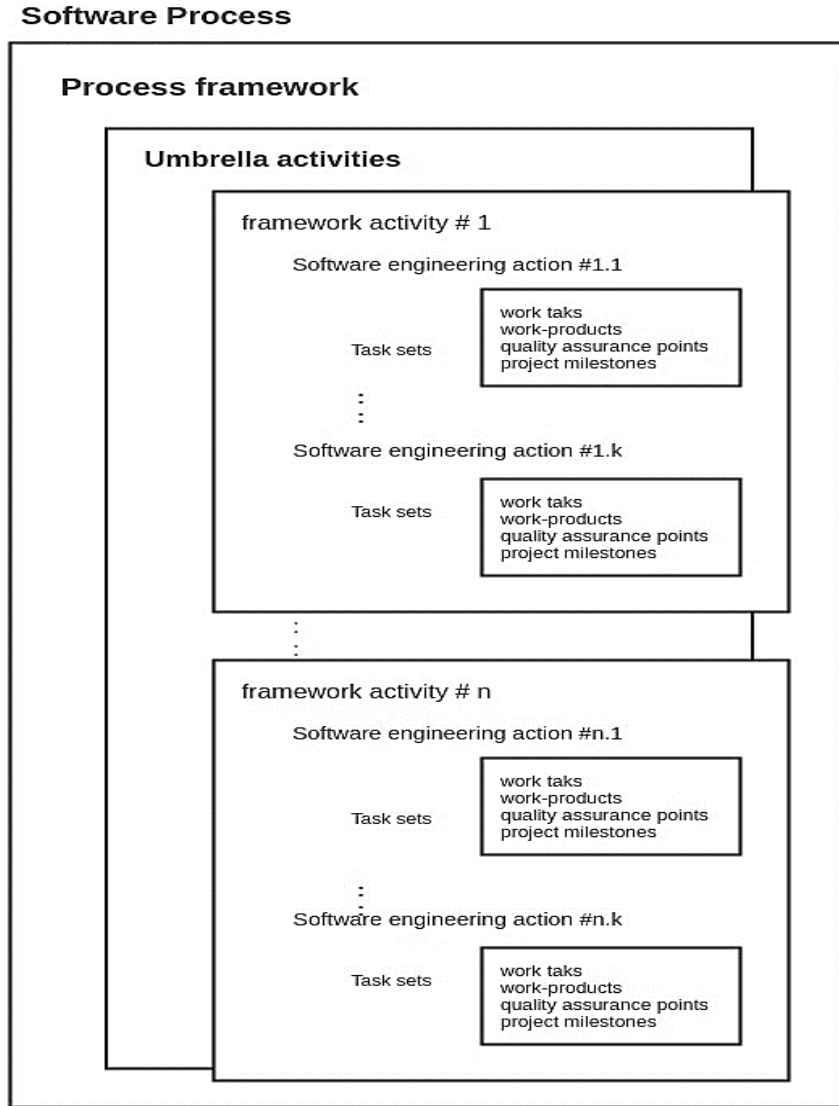 Software Process
Process framework
Umbrella activities
framework activity # 1
Software engineering action #1.1
Task sets
work taks
work-products
quality assurance points
project milestones
Software engineering action #1.k
Task sets
work taks
work-products
quality assurance points
project milestones
framework activity # n
Software engineering action #n.1
Task sets
work taks
work-products
quality assurance points
project milestones
Software engineering action #n.k
Task sets
work taks
work-products
quality assurance points
project milestones